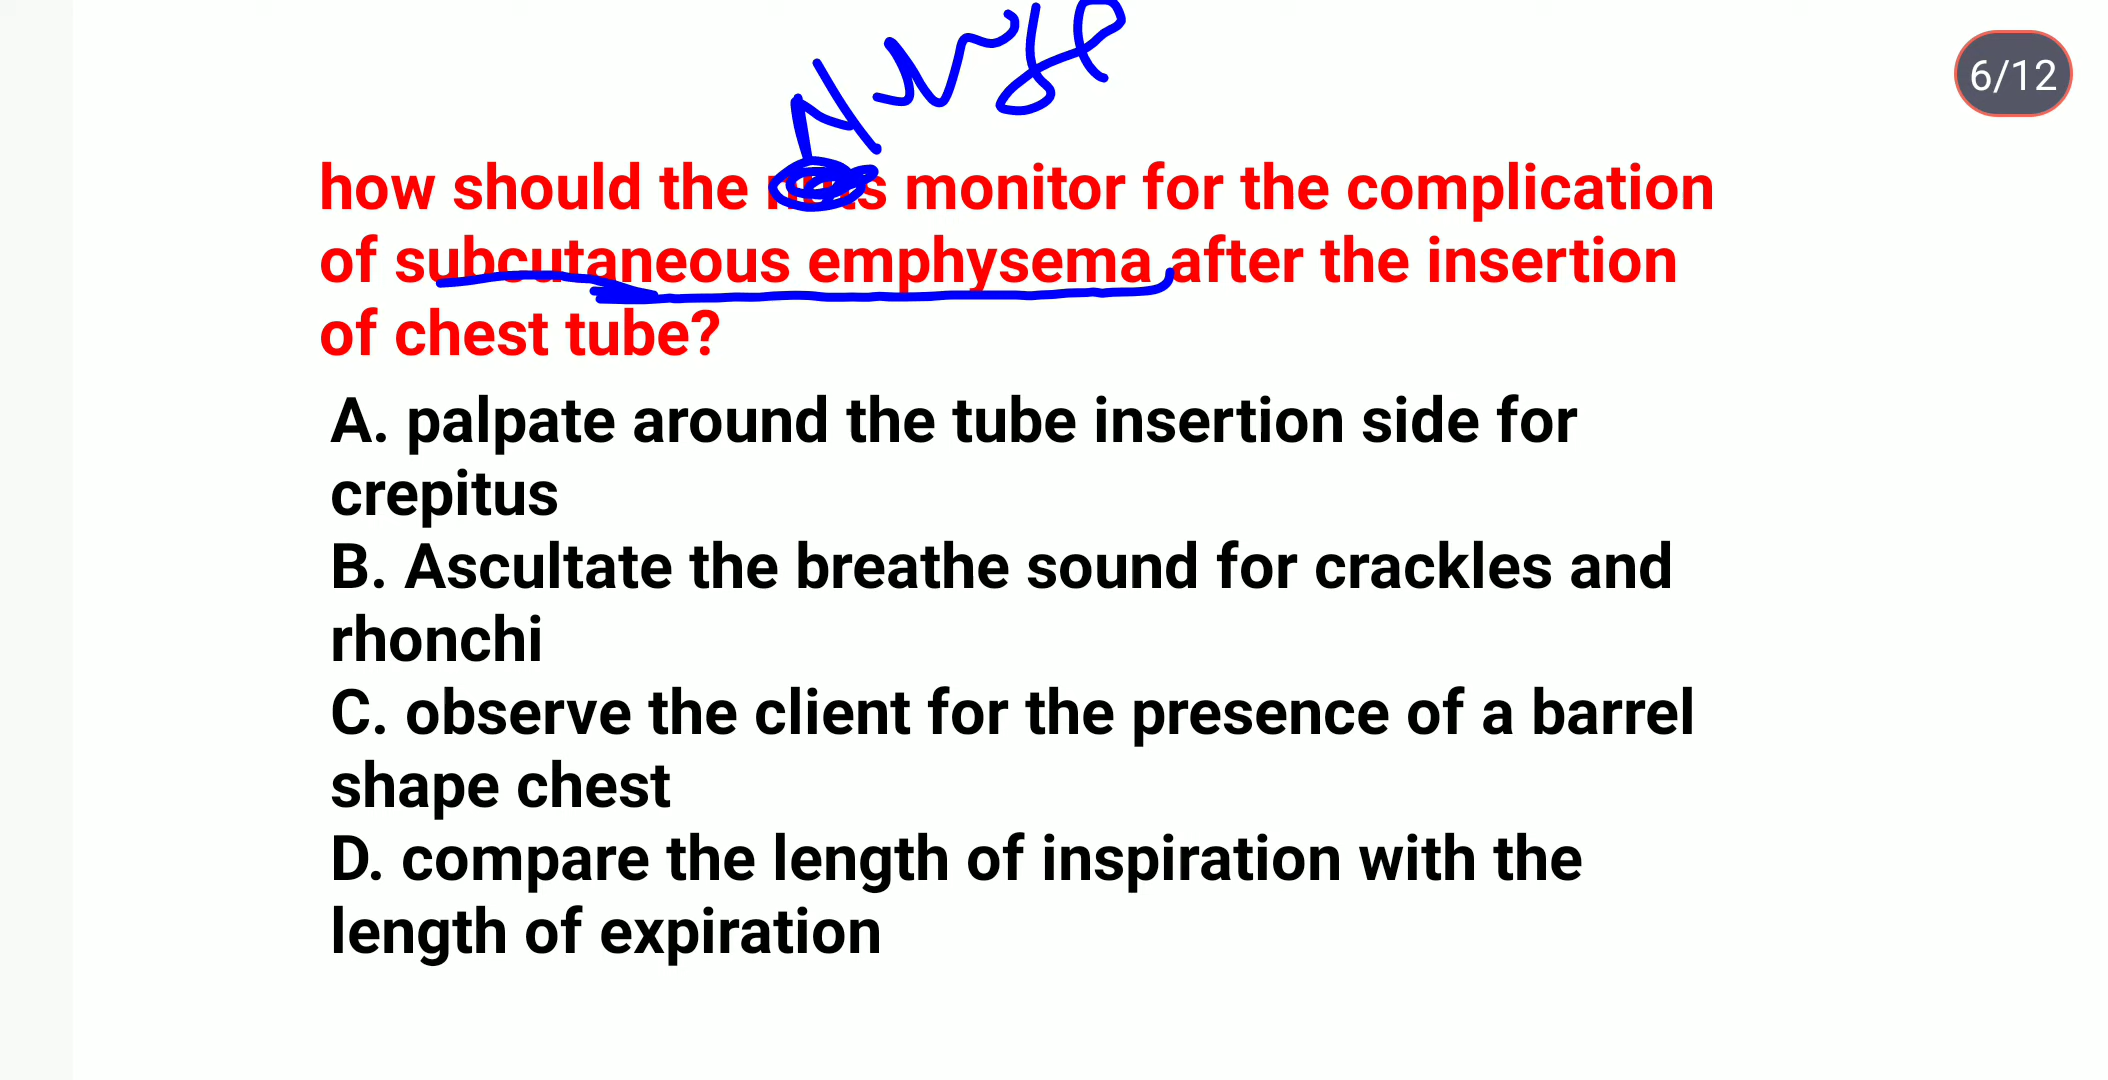 Nurse
6/12
how should the monitor for the complication
of subcutaneous emphysema after the insertion
of chest tube?
A. palpate around the tube insertion side for
crepitus
B. Ascultate the breathe sound for crackles and
rhonchi
C. observe the client for the presence of a barrel
shape chest
D. compare the length of inspiration with the
length of expiration